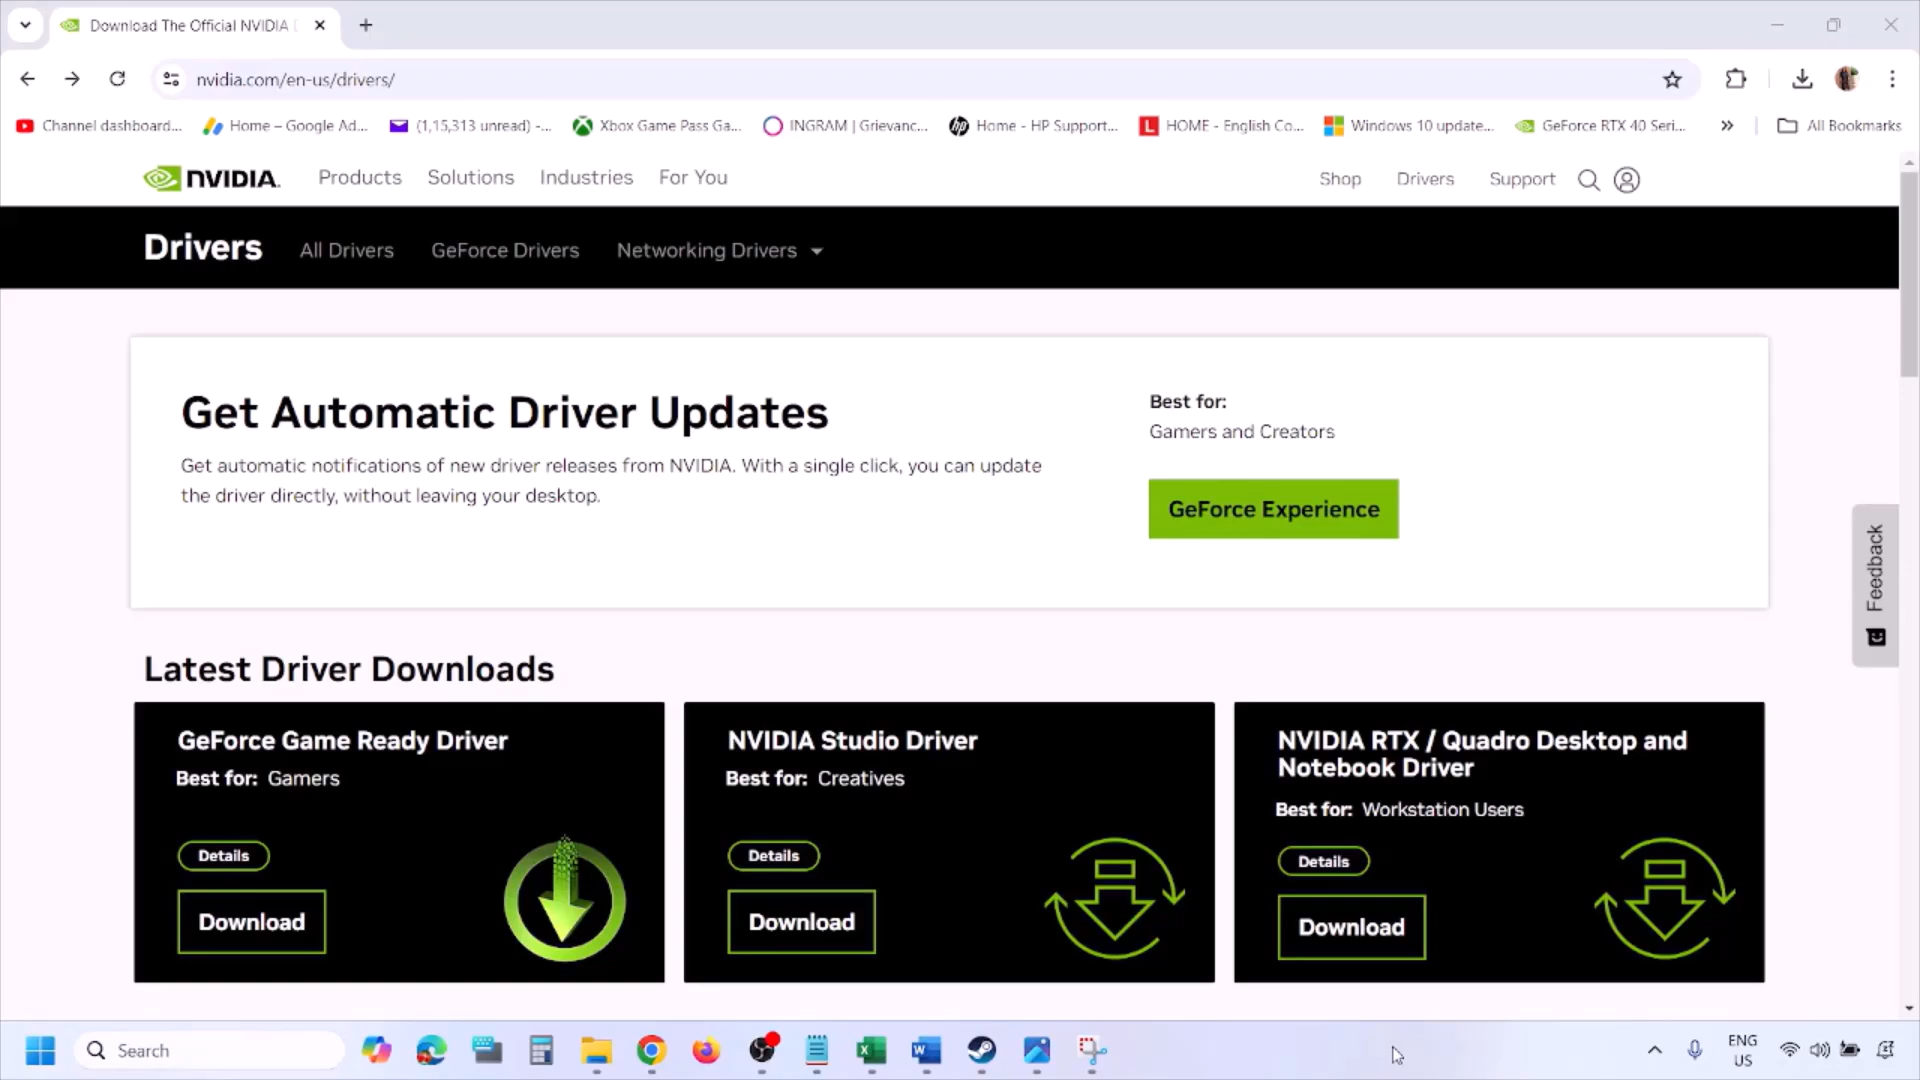 Download The Official NVIDIA
nvidia.com/en-us/drivers/
Channel dashboard... Home – Google Ad... (1,15,313 unread) -... Xbox Game Pass Ga... INGRAM | Grievanc... Home - HP Support... HOME - English Co... Windows 10 update... GeForce RTX 40 Seri... » All Bookmarks
NVIDIA. Products Solutions Industries For You Shop Drivers Support
Drivers All Drivers GeForce Drivers Networking Drivers
Get Automatic Driver Updates
Get automatic notifications of new driver releases from NVIDIA. With a single click, you can update
the driver directly, without leaving your desktop.
Best for:
Gamers and Creators
GeForce Experience
Feedback
Latest Driver Downloads
GeForce Game Ready Driver
Best for: Gamers
Details
Download
NVIDIA Studio Driver
Best for: Creatives
Details
Download
NVIDIA RTX / Quadro Desktop and
Notebook Driver
Best for: Workstation Users
Details
Download
Search
ENG
US